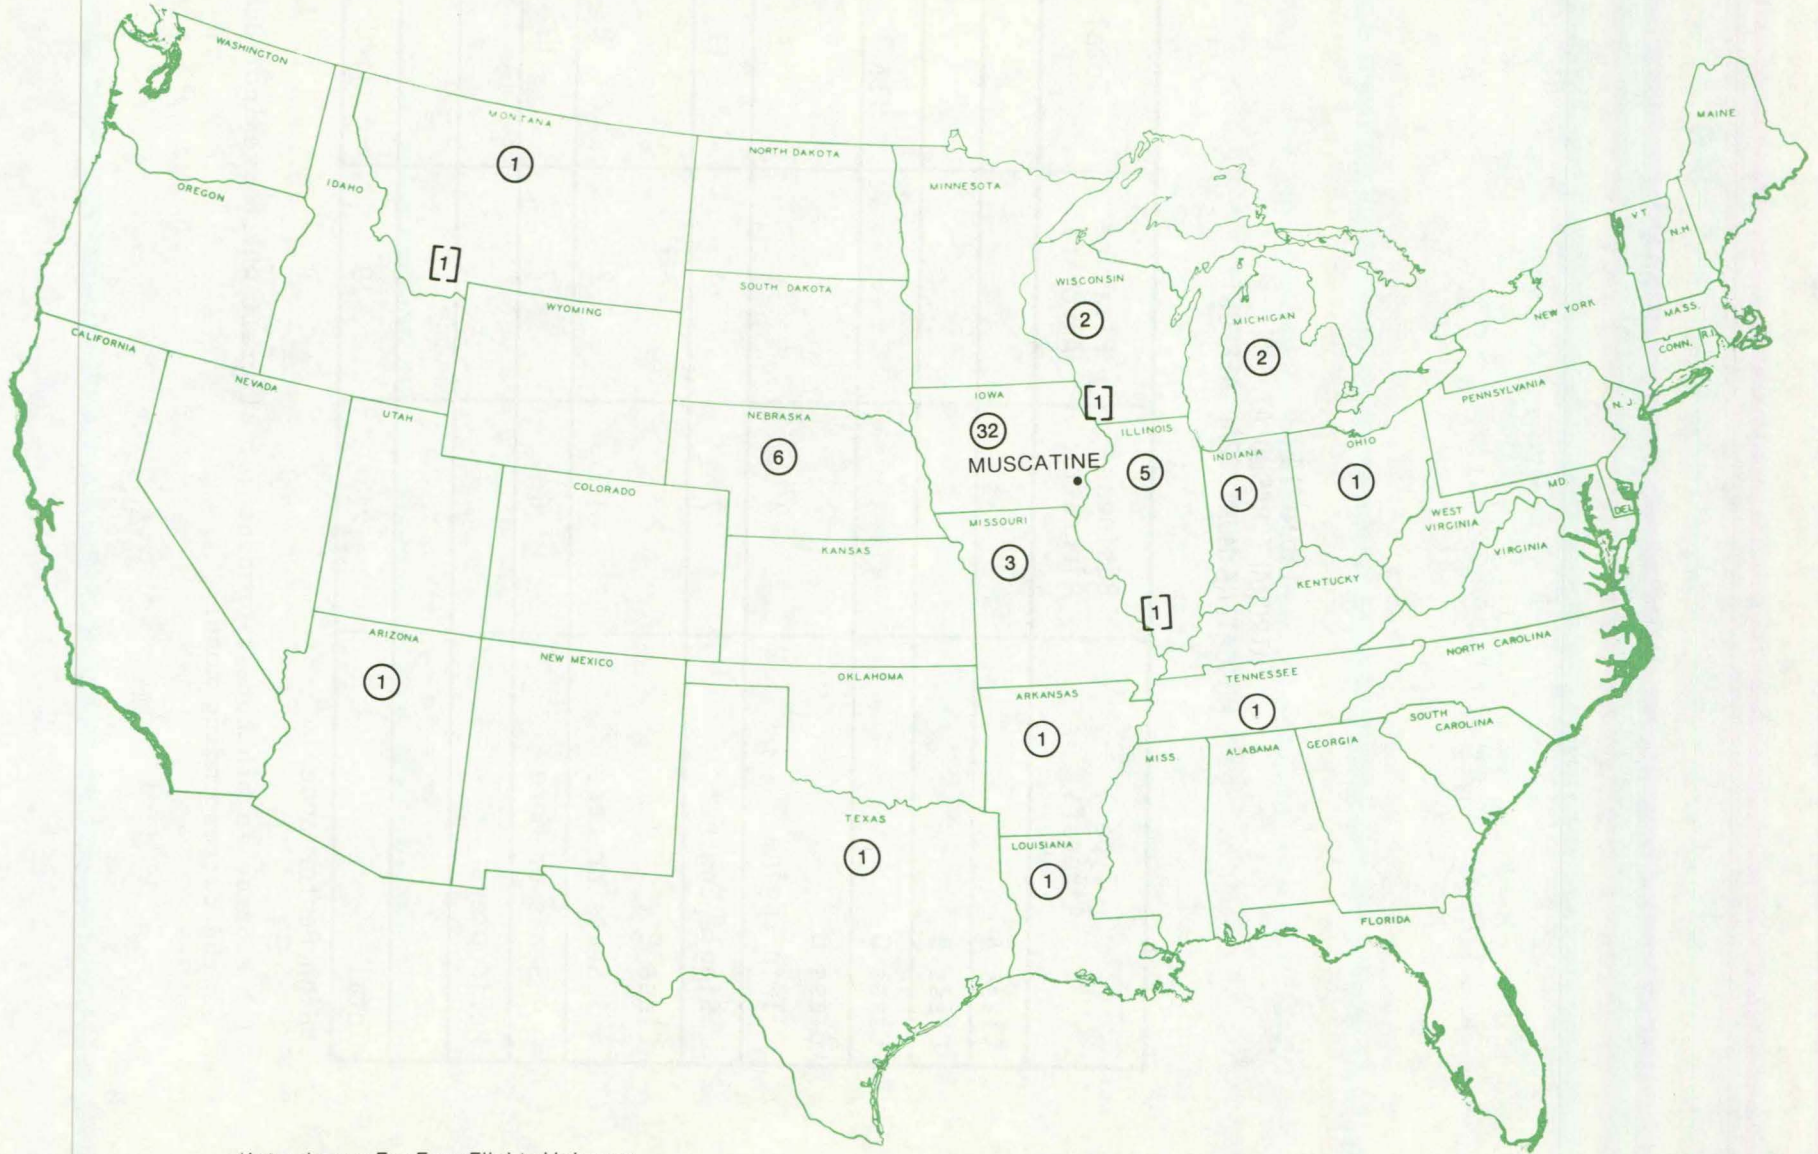 WASHINGTON
MONTANA
1
NORTH DAKOTA
MINNESOTA
MAINE
OREGON
IDAHO
[1]
WYOMING
SOUTH DAKOTA
WISCONSIN
2
MICHIGAN
2
NEW YORK
V.T.
N.H.
MASS.
CONN.
R.I.
CALIFORNIA
NEVADA
UTAH
NEBRASKA
6
IOWA
32
MUSCATINE
[1]
ILLINOIS
5
INDIANA
1
OHIO
1
PENNSYLVANIA
N.J.
MD.
DEL.
COLORADO
KANSAS
MISSOURI
3
[1]
KENTUCKY
WEST
VIRGINIA
VIRGINIA
ARIZONA
1
NEW MEXICO
OKLAHOMA
ARKANSAS
1
TENNESSEE
1
NORTH CAROLINA
SOUTH
CAROLINA
MISS.
ALABAMA
GEORGIA
TEXAS
1
LOUISIANA
1
FLORIDA